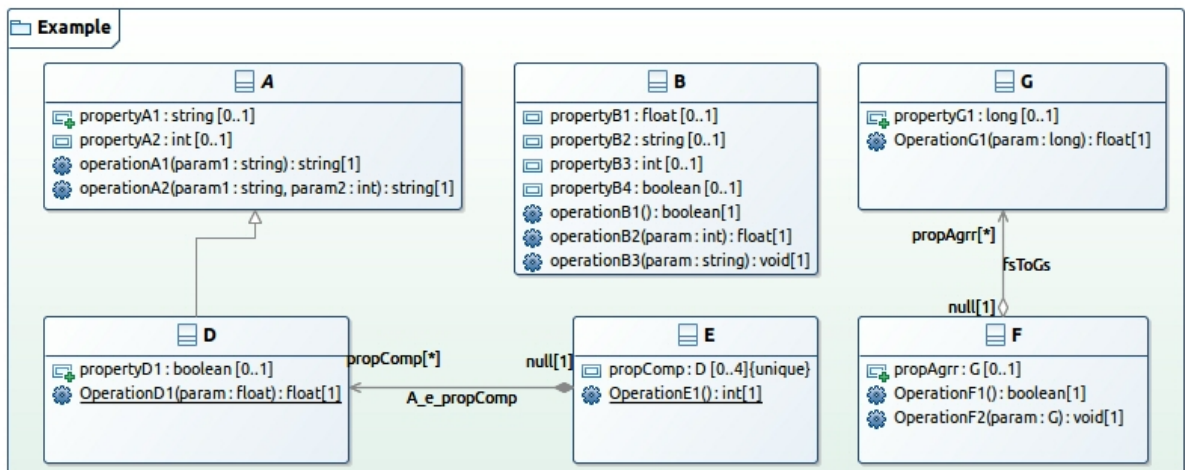 Example
A
propertyA1 : string [0..1]
propertyA2 : int [0..1]
operationA1(param1 : string) : string[1]
operationA2(param1 : string, param2 : int) : string[1]
B
propertyB1 : float [0..1]
propertyB2 : string [0..1]
propertyB3 : int [0..1]
propertyB4 : boolean [0..1]
operationB1() : boolean[1]
operationB2(param : int) : float[1]
operationB3(param : string) : void[1]
G
propertyG1 : long [0..1]
OperationG1(param : long) : float[1]
propAgrr[*]
fsToGs
null[1]
D
propertyD1 : boolean [0..1]
OperationD1(param : float) : float[1]
propComp[*]
null[1]
A_e_propComp
E
propComp : D [0..4]{unique}
OperationE1() : int[1]
F
propAgrr : G [0..1]
OperationF1() : boolean[1]
OperationF2(param : G) : void[1]